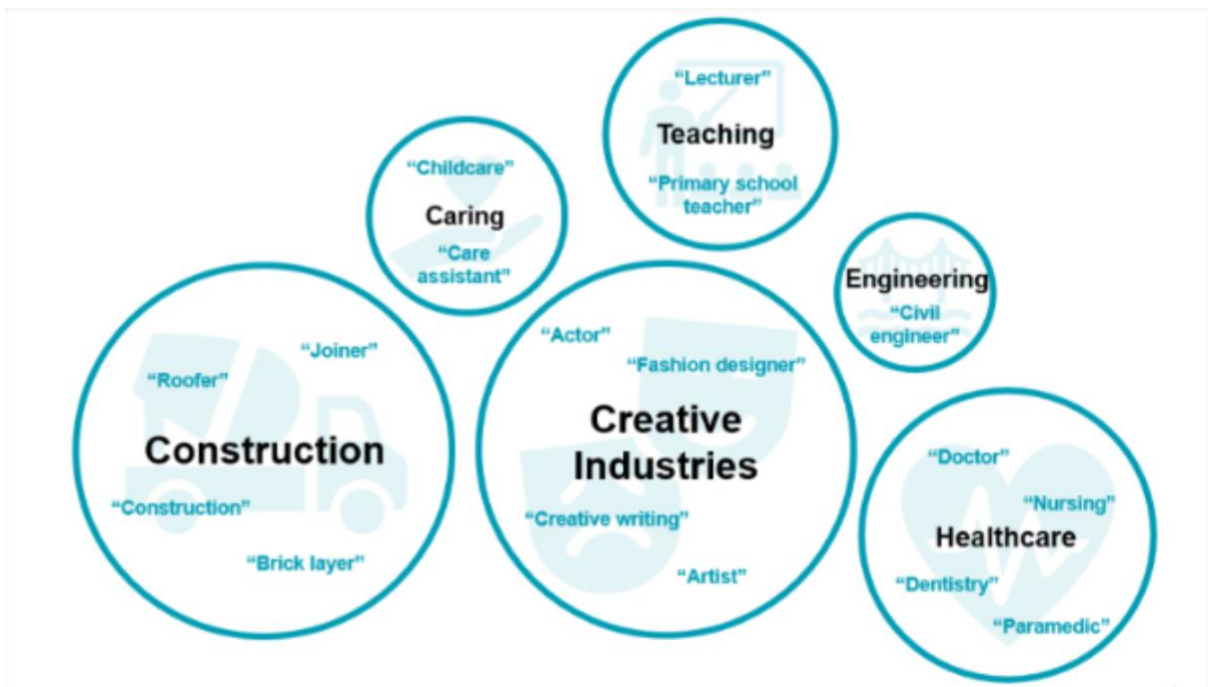 “Lecturer”
Teaching
“Primary school
teacher”
“Childcare”
Caring
“Care
assistant”
Engineering
“Civil
engineer”
“Joiner”
“Roofer”
Construction
“Construction”
“Brick layer”
“Actor”
“Fashion designer”
Creative
Industries
“Creative writing”
“Artist”
“Doctor”
“Nursing”
Healthcare
“Dentistry”
“Paramedic”